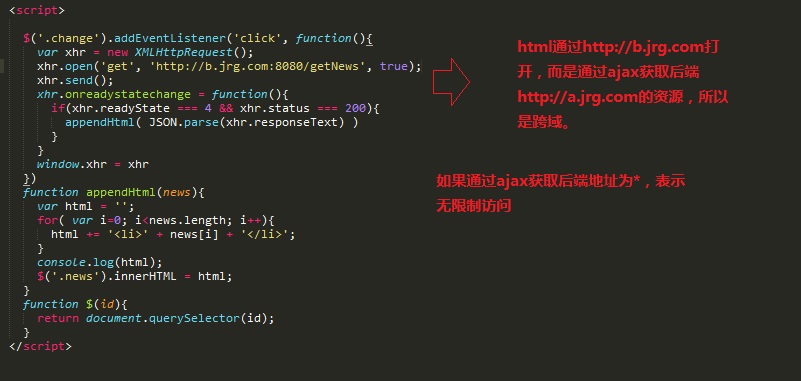 <script>
$('.change').addEventListener('click', function(){
var xhr = new XMLHttpRequest();
xhr.open('get', 'http://b.jrg.com:8080/getNews', true);
xhr.send();
xhr.onreadystatechange = function(){
if(xhr.readyState === 4 && xhr.status === 200){
appendHtml( JSON.parse(xhr.responseText) )
}
}
window.xhr = xhr
})
function appendHtml(news){
var html = '';
for( var i=0; i<news.length; i++){
html += '<li>' + news[i] + '</li>';
}
console.log(html);
$('.news').innerHTML = html;
}
function $(id){
return document.querySelector(id);
}
</script>
html通过http://b.jrg.com打
开，而是通过ajax获取后端
http://a.jrg.com的资源，所以
是跨域。
如果通过ajax获取后端地址为*，表示
无限制访问